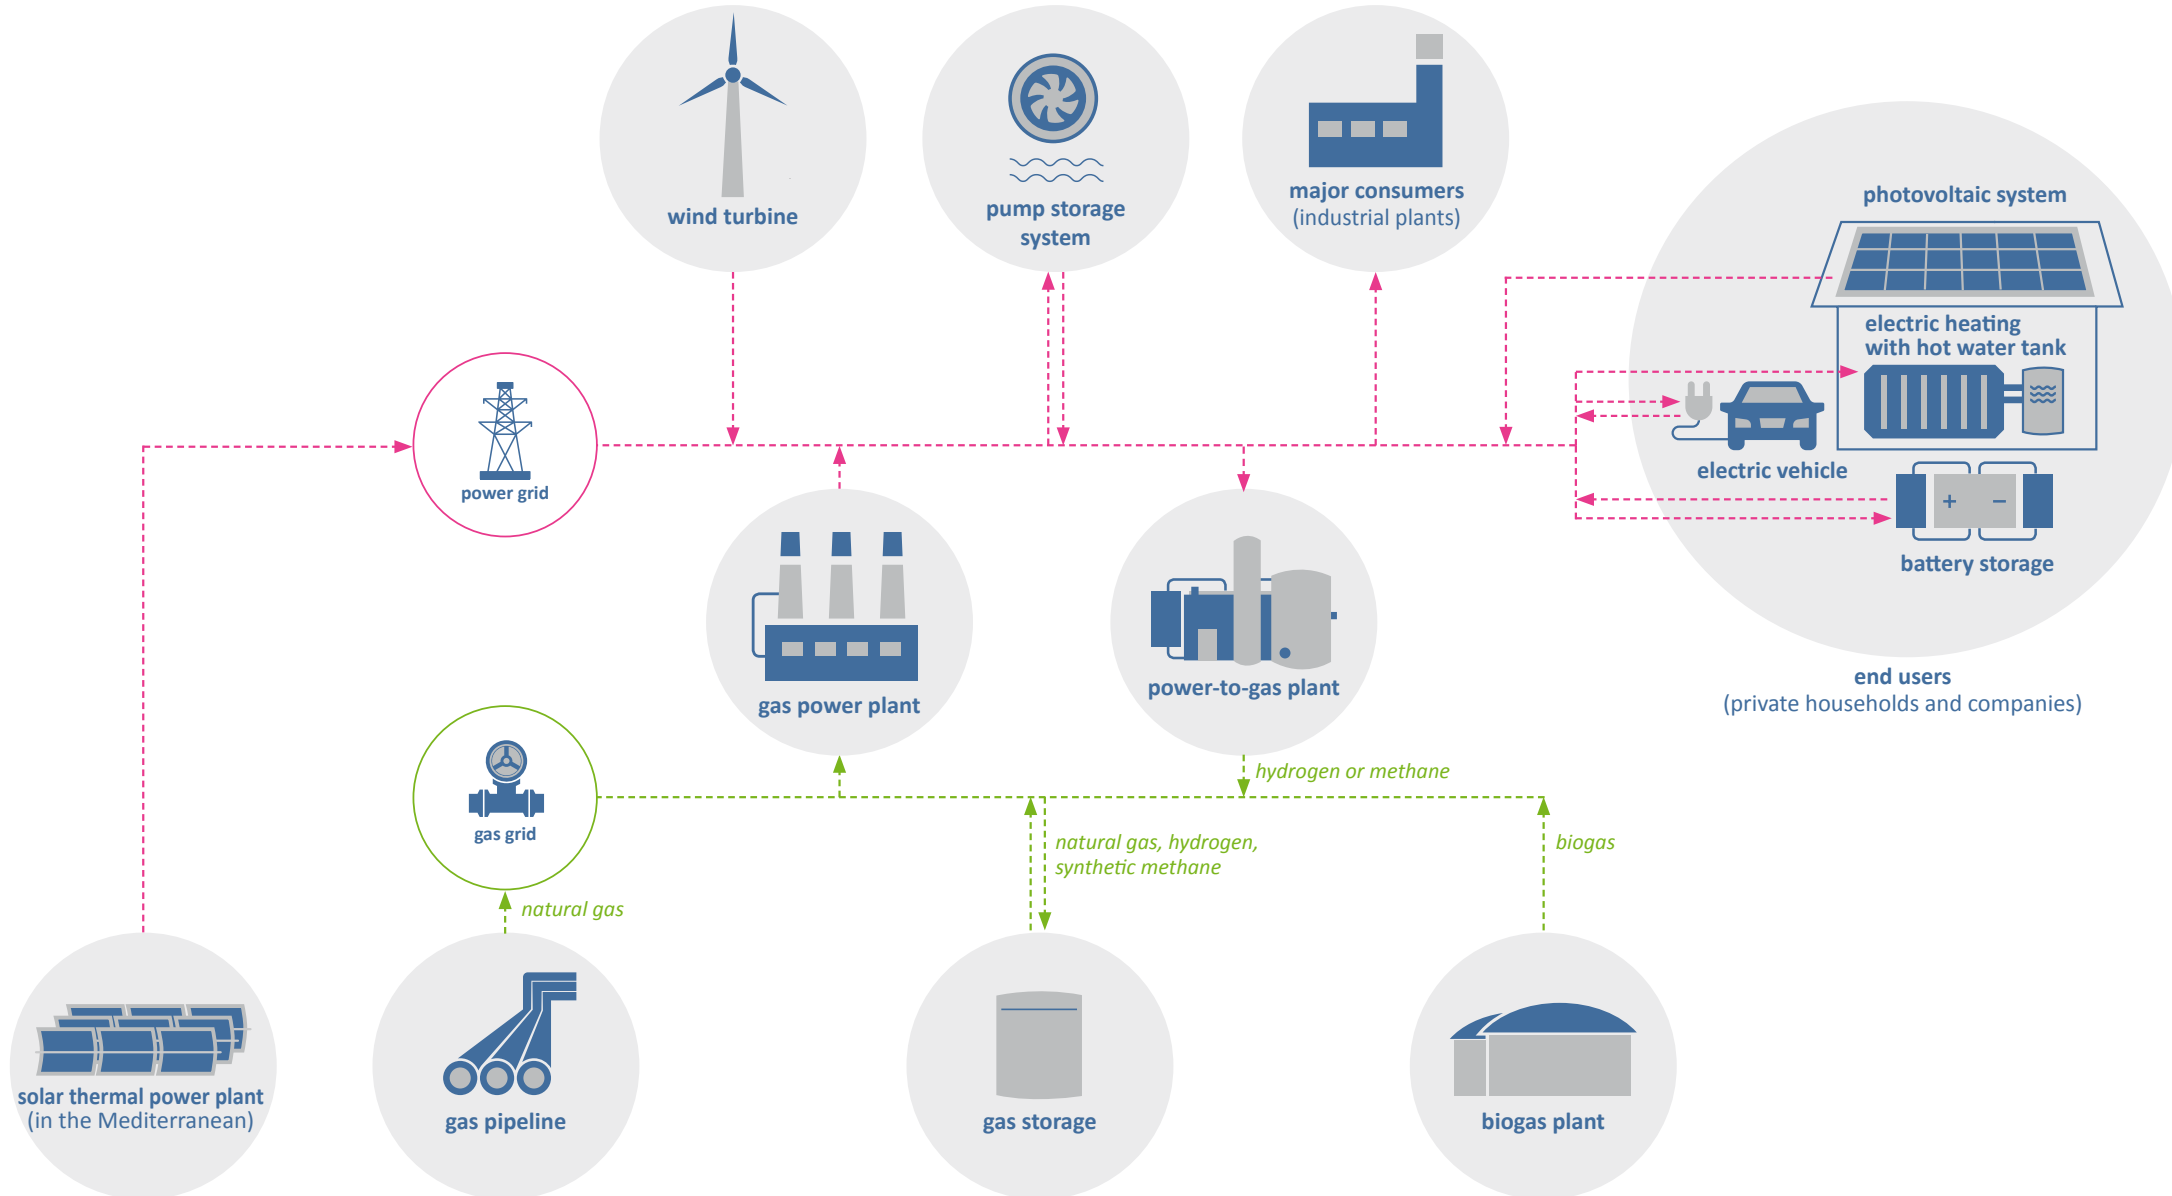 wind turbine
pump storage
system
major consumers
(industrial plants)
photovoltaic system
electric heating
with hot water tank
electric vehicle
+ −
battery storage
end users
(private households and companies)
power grid
gas power plant
power-to-gas plant
hydrogen or methane
gas grid
natural gas, hydrogen,
synthetic methane
biogas
natural gas
solar thermal power plant
(in the Mediterranean)
gas pipeline
gas storage
biogas plant